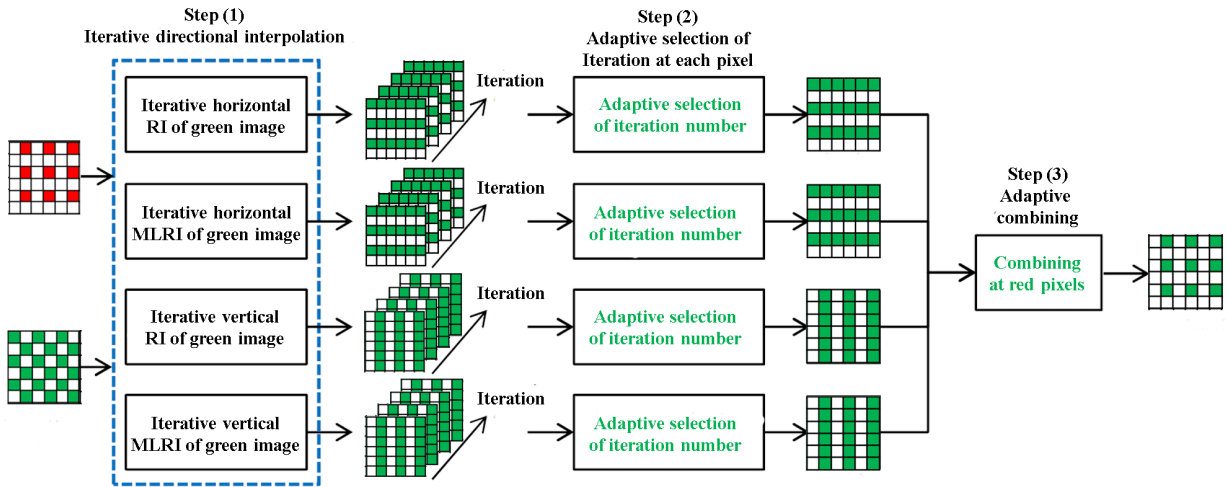 Step (1)
Iterative directional interpolation
Step (2)
Adaptive selection of
Iteration at each pixel
Iterative horizontal
RI of green image
Iteration
Adaptive selection
of iteration number
Iterative horizontal
MLRI of green image
Iteration
Adaptive selection
of iteration number
Step (3)
Adaptive
combining
Combining
at red pixels
Iterative vertical
RI of green image
Iteration
Adaptive selection
of iteration number
Iterative vertical
MLRI of green image
Iteration
Adaptive selection
of iteration number